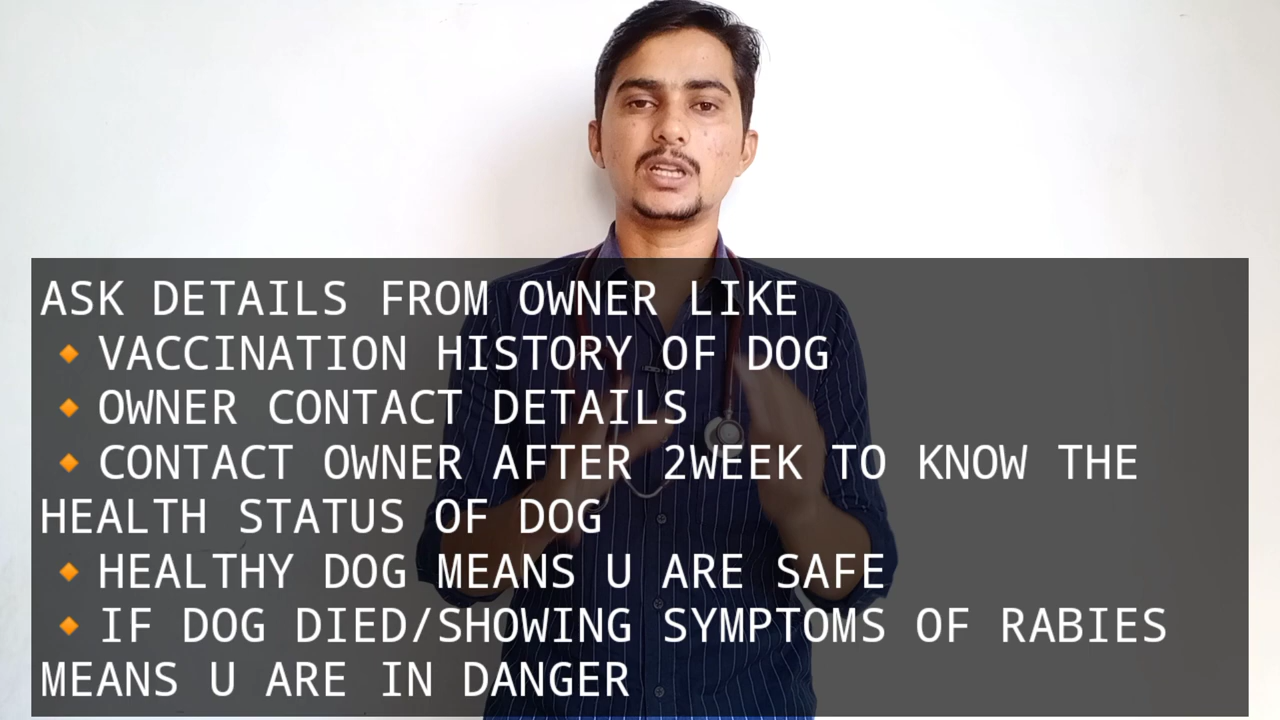 ASK DETAILS FROM OWNER LIKE
🔸VACCINATION HISTORY OF DOG
🔸OWNER CONTACT DETAILS
🔸CONTACT OWNER AFTER 2WEEK TO KNOW THE
HEALTH STATUS OF DOG
🔸HEALTHY DOG MEANS U ARE SAFE
🔸IF DOG DIED/SHOWING SYMPTOMS OF RABIES
MEANS U ARE IN DANGER